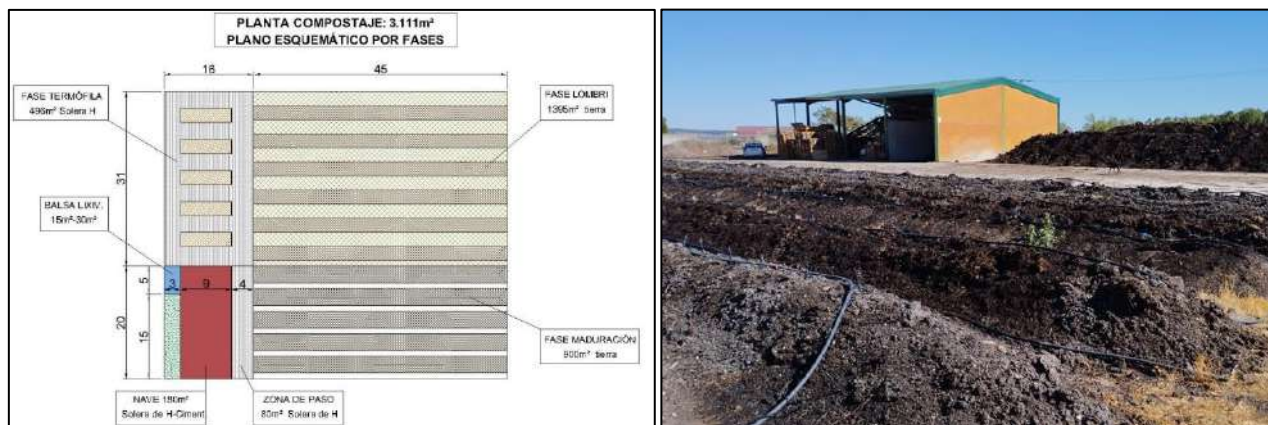 PLANTA COMPOSTAJE: 3.111m²
PLANO ESQUEMÁTICO POR FASES
16
45
FASE TERMÓFILA
496m² Solera H
FASE LOMBRI
1395m² tierra
31
BALSA LIXIV.
15m²-30m³
3
9
4
5
20
15
FASE MADURACIÓN
900m² tierra
NAVE 180m²
Solera de H-Ciment
ZONA DE PASO
80m² Solera de H